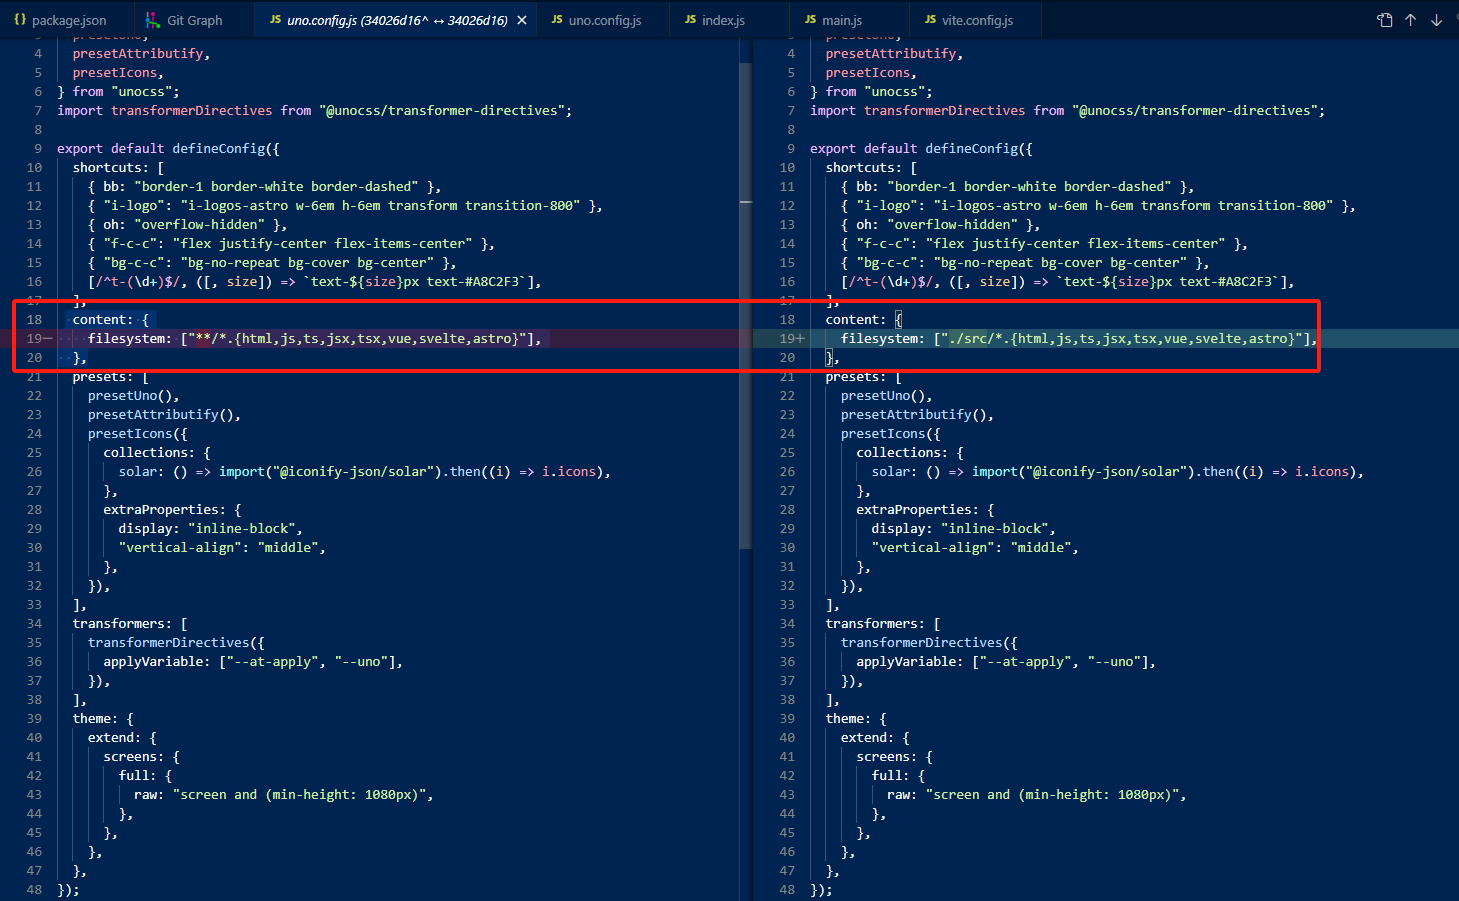 {} package.json
Git Graph
JS uno.config.js (34026d16^ ↔ 34026d16) ×
JS uno.config.js
JS index.js
JS main.js
JS vite.config.js
3 presetUno,
4 presetAttributify,
5 presetIcons,
6 } from "unocss";
7 import transformerDirectives from "@unocss/transformer-directives";
8
9 export default defineConfig({
10 shortcuts: [
11 { bb: "border-1 border-white border-dashed" },
12 { "i-logo": "i-logos-astro w-6em h-6em transform transition-800" },
13 { oh: "overflow-hidden" },
14 { "f-c-c": "flex justify-center flex-items-center" },
15 { "bg-c-c": "bg-no-repeat bg-cover bg-center" },
16 [/^t-(\d+)$/, ([, size]) => `text-${size}px text-#A8C2F3`],
17 ],
18 content: {
19− filesystem: ["**/*.{html,js,ts,jsx,tsx,vue,svelte,astro}"],
20 },
21 presets: [
22 presetUno(),
23 presetAttributify(),
24 presetIcons({
25 collections: {
26 solar: () => import("@iconify-json/solar").then((i) => i.icons),
27 },
28 extraProperties: {
29 display: "inline-block",
30 "vertical-align": "middle",
31 },
32 }),
33 ],
34 transformers: [
35 transformerDirectives({
36 applyVariable: ["--at-apply", "--uno"],
37 }),
38 ],
39 theme: {
40 extend: {
41 screens: {
42 full: {
43 raw: "screen and (min-height: 1080px)",
44 },
45 },
46 },
47 },
48 });
3 presetUno,
4 presetAttributify,
5 presetIcons,
6 } from "unocss";
7 import transformerDirectives from "@unocss/transformer-directives";
8
9 export default defineConfig({
10 shortcuts: [
11 { bb: "border-1 border-white border-dashed" },
12 { "i-logo": "i-logos-astro w-6em h-6em transform transition-800" },
13 { oh: "overflow-hidden" },
14 { "f-c-c": "flex justify-center flex-items-center" },
15 { "bg-c-c": "bg-no-repeat bg-cover bg-center" },
16 [/^t-(\d+)$/, ([, size]) => `text-${size}px text-#A8C2F3`],
17 ],
18 content: {
19+ filesystem: ["./src/*.{html,js,ts,jsx,tsx,vue,svelte,astro}"],
20 },
21 presets: [
22 presetUno(),
23 presetAttributify(),
24 presetIcons({
25 collections: {
26 solar: () => import("@iconify-json/solar").then((i) => i.icons),
27 },
28 extraProperties: {
29 display: "inline-block",
30 "vertical-align": "middle",
31 },
32 }),
33 ],
34 transformers: [
35 transformerDirectives({
36 applyVariable: ["--at-apply", "--uno"],
37 }),
38 ],
39 theme: {
40 extend: {
41 screens: {
42 full: {
43 raw: "screen and (min-height: 1080px)",
44 },
45 },
46 },
47 },
48 });